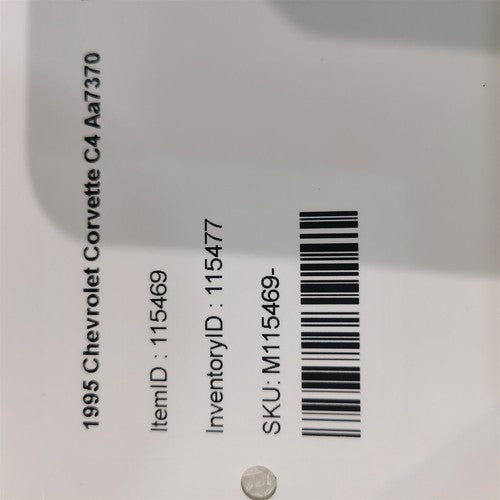 1995 Chevrolet Corvette C4 Aa7370
ItemID : 115469
InventoryID : 115477
SKU: M115469-